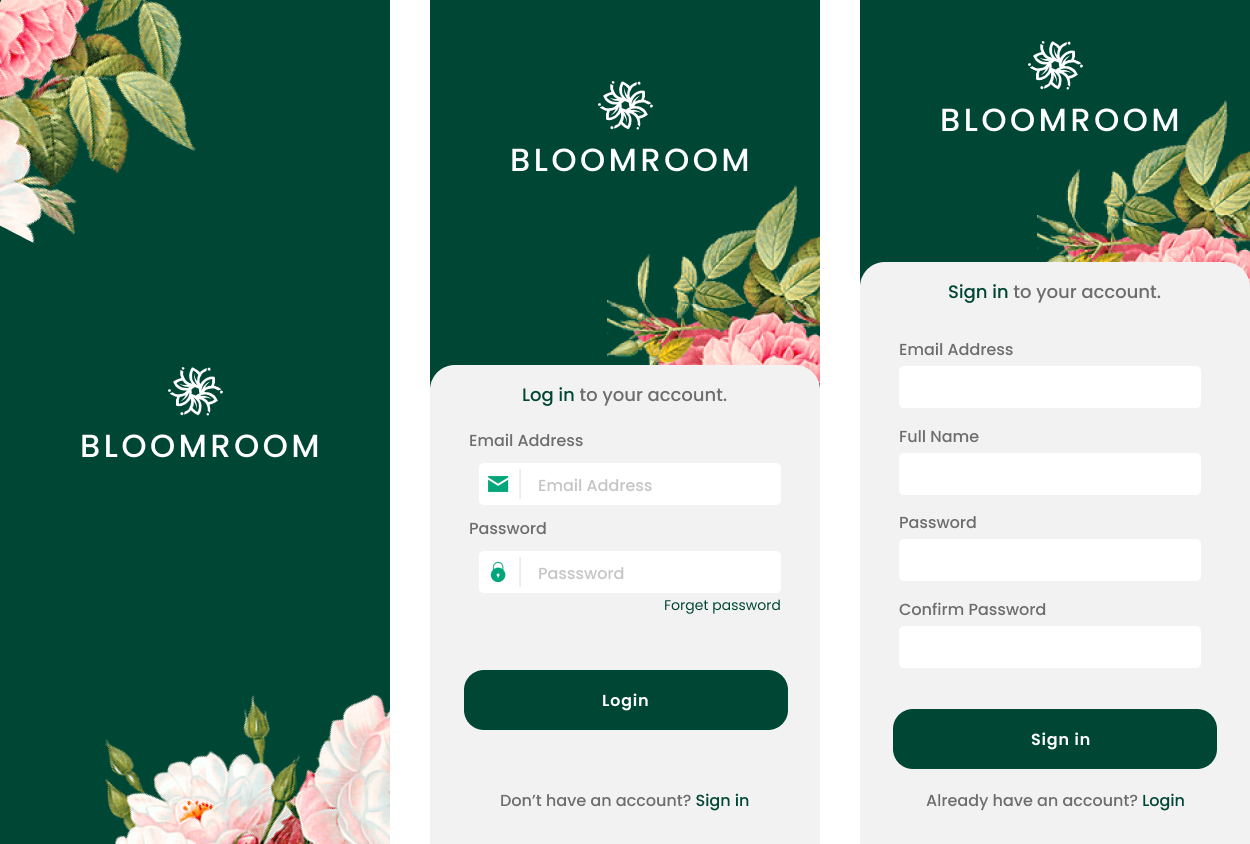 BLOOMROOM
BLOOMROOM
Log in to your account.
Email Address
Email Address
Password
Passsword
Forget password
Login
Don't have an account? Sign in
BLOOMROOM
Sign in to your account.
Email Address
Full Name
Password
Confirm Password
Sign in
Already have an account? Login